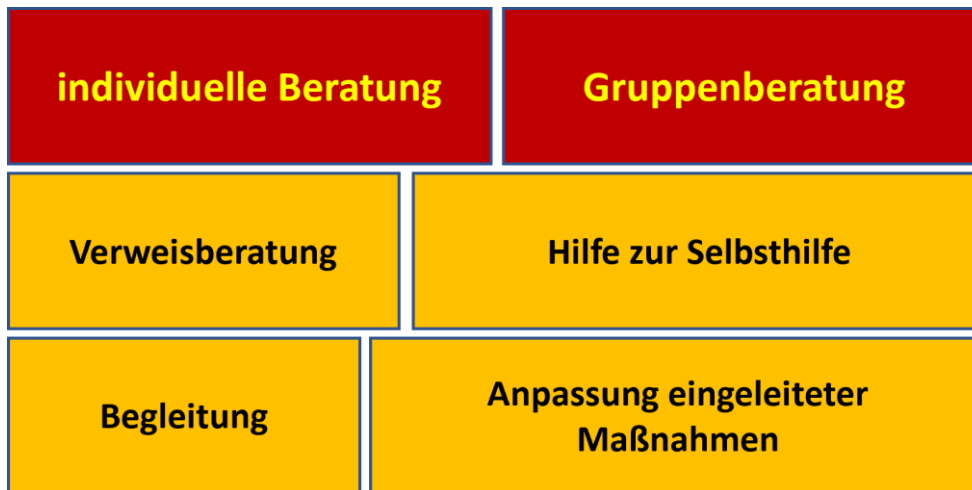 individuelle Beratung
Gruppenberatung
Verweisberatung
Hilfe zur Selbsthilfe
Begleitung
Anpassung eingeleiteter
Maßnahmen